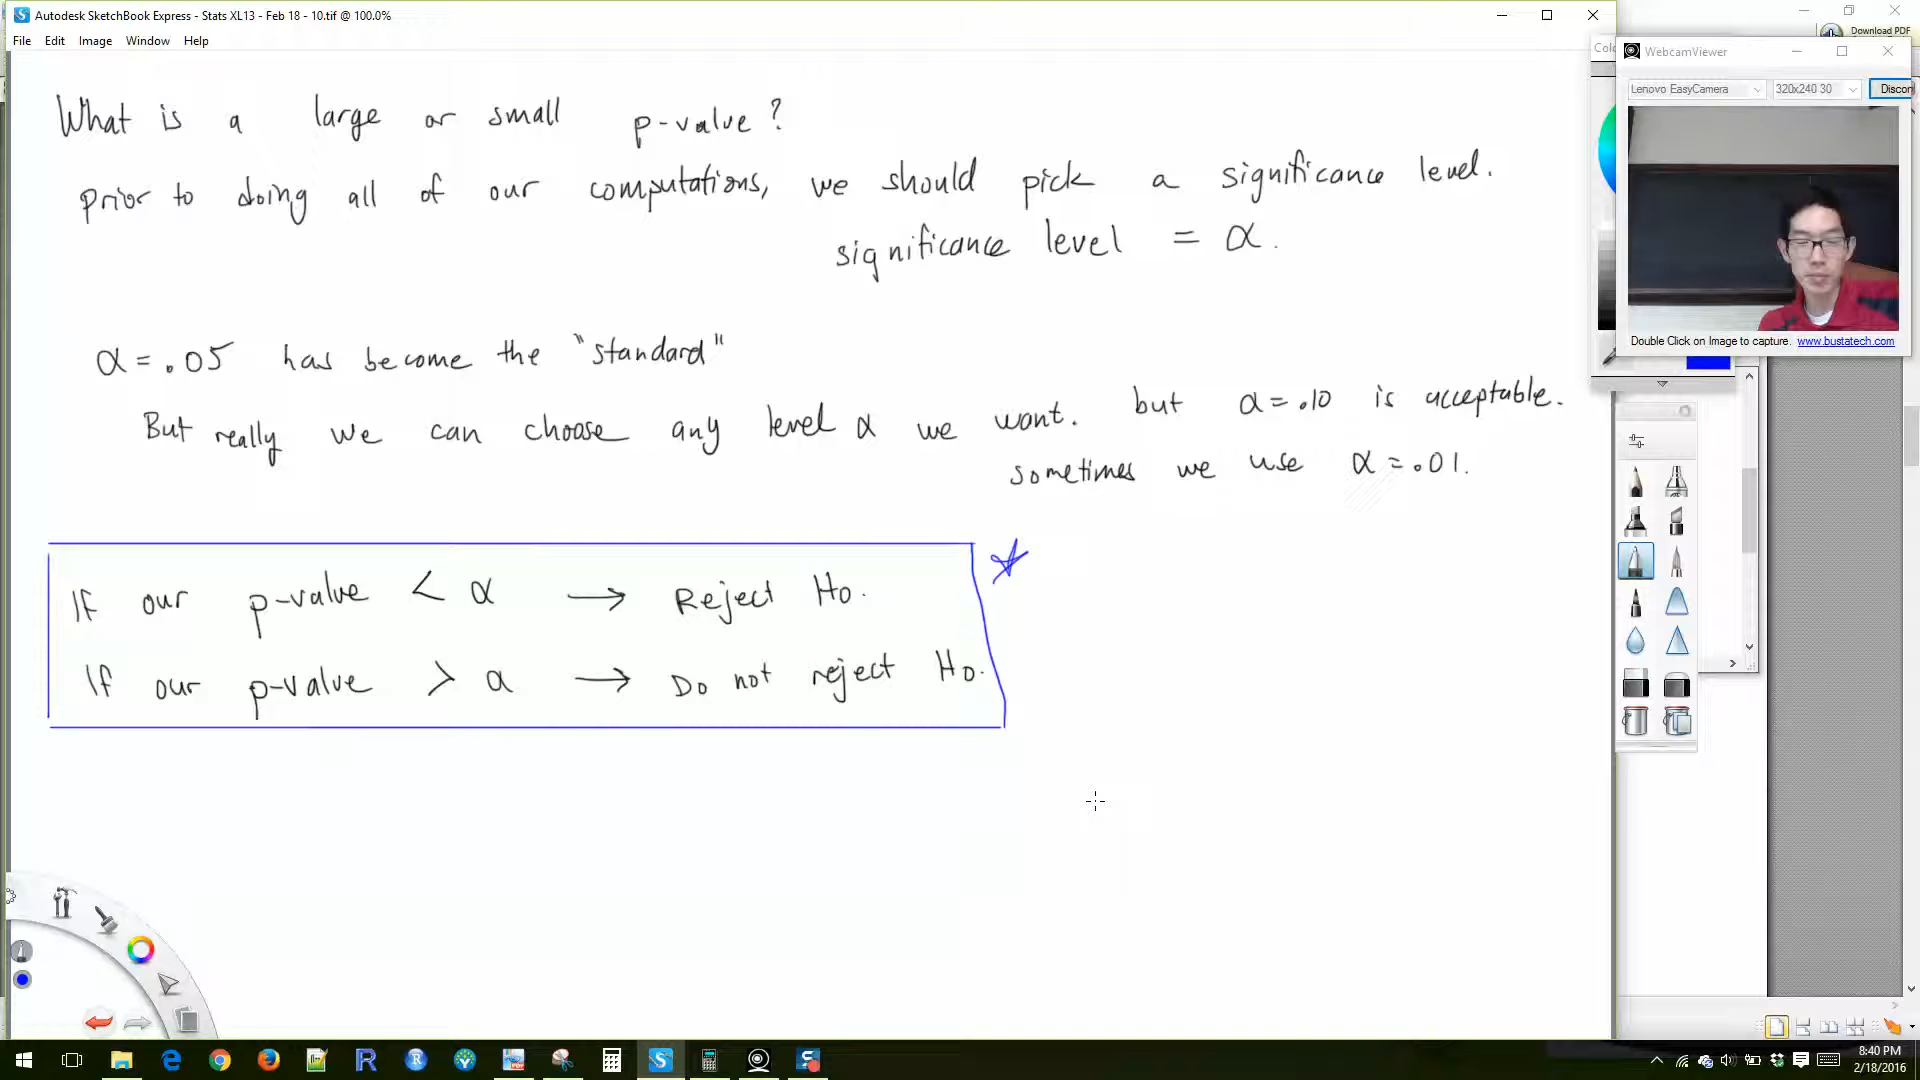 Autodesk SketchBook Express - Stats XL13 - Feb 18 - 10.tif @ 100.0%
File Edit Image Window Help
Download PDF
WebcamViewer
Lenovo EasyCamera
320x240 30
Discon
Double Click on Image to capture. www.bustatech.com
What is a large or small p-value?
prior to doing all of our computations, we should pick a significance level.
significance level = α.
α = .05 has become the "standard"
But really we can choose any level α we want. but α = .10 is acceptable.
sometimes we use α = .01.
If our p-value < α → Reject Ho.
If our p-value > α → Do not reject Ho.
8:40 PM
2/18/2016